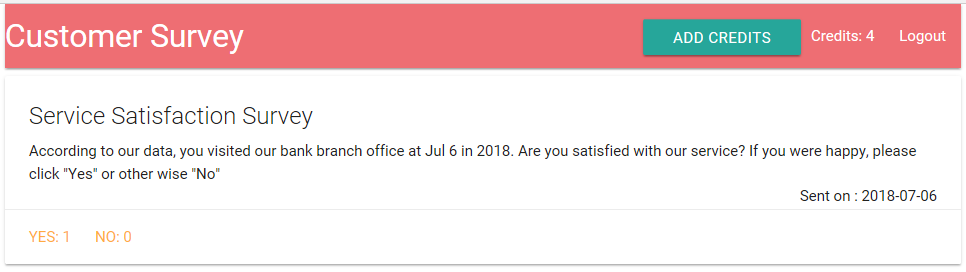 Customer Survey
ADD CREDITS
Credits: 4
Logout
Service Satisfaction Survey
According to our data, you visited our bank branch office at Jul 6 in 2018. Are you satisfied with our service? If you were happy, please
click "Yes" or other wise "No"
Sent on : 2018-07-06
YES: 1
NO: 0